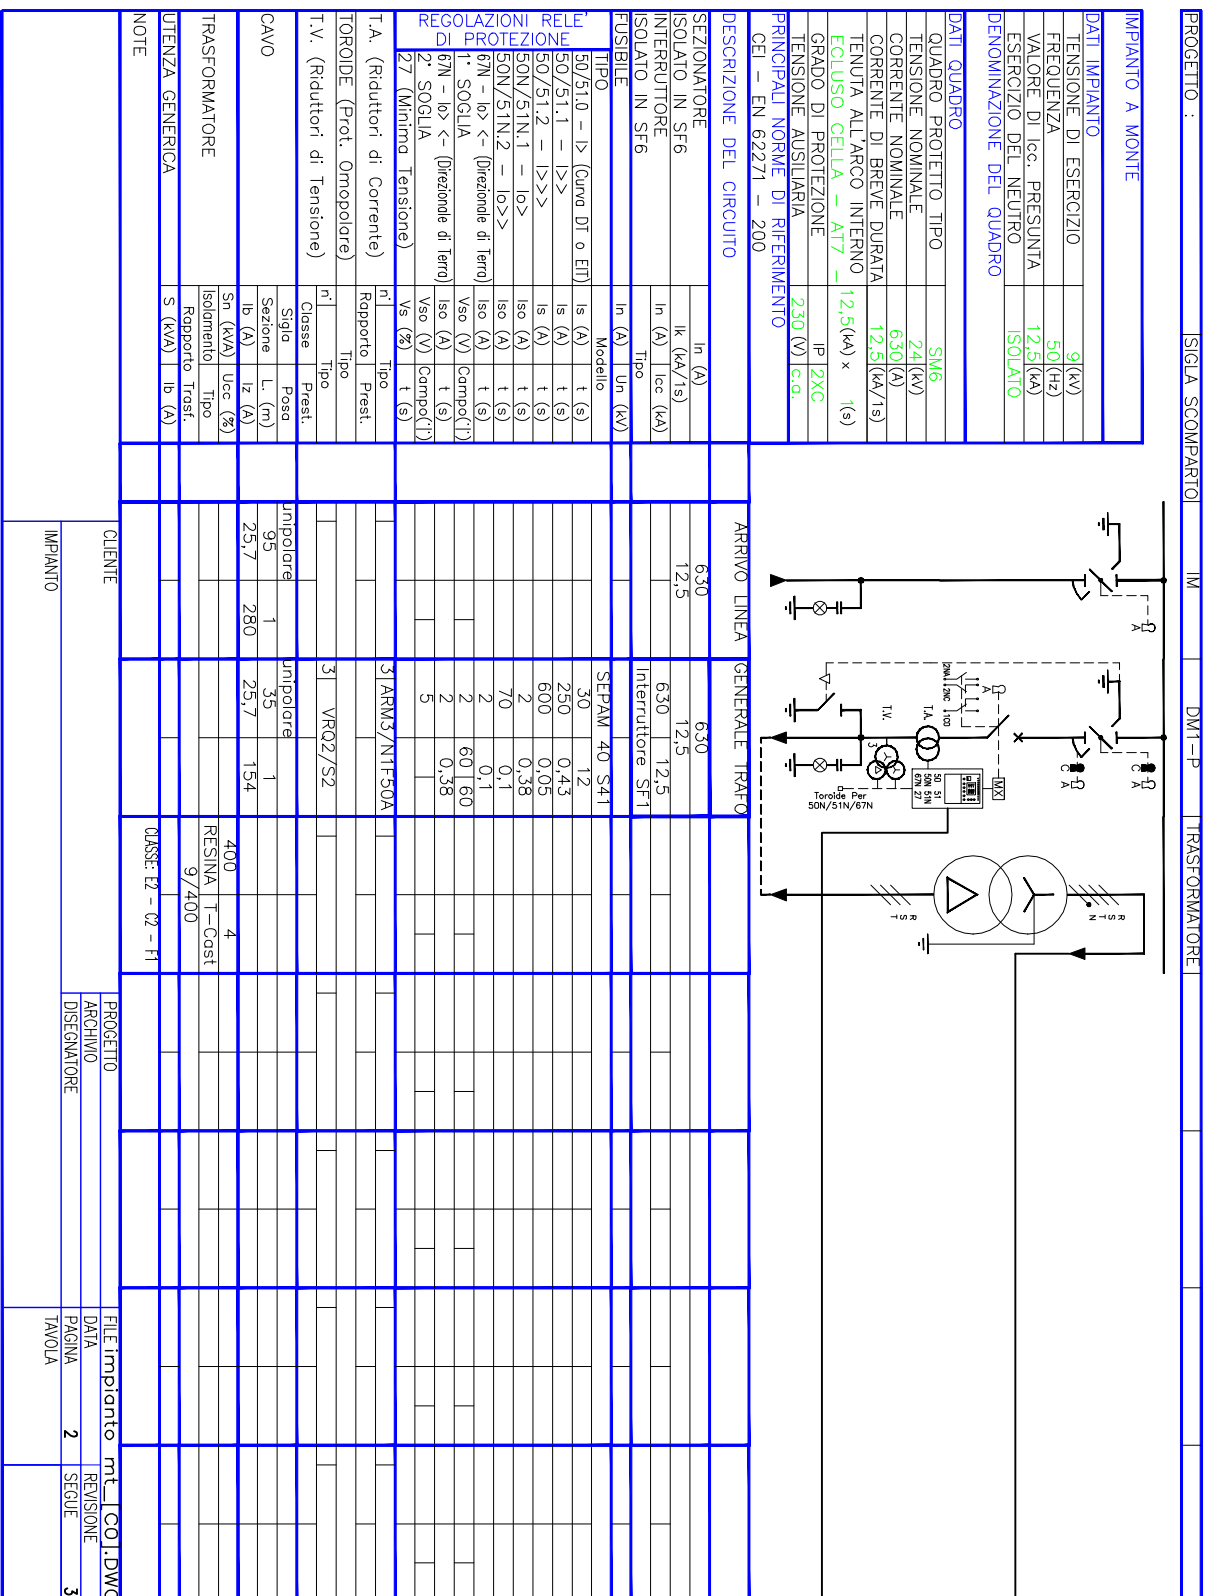 PROGETTO :
SIGLA SCOMPARTO
IM
DM1-P
TRASFORMATORE
IMPIANTO A MONTE
DATI IMPIANTO
TENSIONE DI ESERCIZIO 9 (kV)
FREQUENZA 50 (Hz)
VALORE DI Icc. PRESUNTA 12,5 (kA)
ESERCIZIO DEL NEUTRO ISOLATO
DENOMINAZIONE DEL QUADRO
DATI QUADRO
QUADRO PROTETTO TIPO SM6
TENSIONE NOMINALE 24 (kV)
CORRENTE NOMINALE 630 (A)
CORRENTE DI BREVE DURATA 12,5 (kA/1s)
TENUTA ALL'ARCO INTERNO 12,5(kA) x 1(s)
ECLUSO CELLA - AT7 -
GRADO DI PROTEZIONE IP 2XC
TENSIONE AUSILIARIA 230 (V) c.a.
PRINCIPALI NORME DI RIFERIMENTO
CEI - EN 62271 - 200
A
A
C A
C A
2NA
2NC
1CO
A
T.A.
T.V.
3
MX
50 51
50N 51N
67N 27
Toroide Per
50N/51N/67N
R
S
T
N
R
S
T
DESCRIZIONE DEL CIRCUITO ARRIVO LINEA GENERALE TRAFO
SEZIONATORE In (A) 630 630
ISOLATO IN SF6 Ik (kA/1s) 12,5 12,5
INTERRUTTORE In (A) Icc (kA) 630 12,5
ISOLATO IN SF6 Tipo Interruttore SF1
FUSIBILE In (A) Un (kV)
REGOLAZIONI RELE'
DI PROTEZIONE
TIPO Modello SEPAM 40 S41
50/51.0 - I> (Curva DT o EIT) Is (A) t (s) 30 12
50/51.1 - I>> Is (A) t (s) 250 0,43
50/51.2 - I>>> Is (A) t (s) 600 0,05
50N/51N.1 - Io> Iso (A) t (s) 2 0,38
50N/51N.2 - Io>> Iso (A) t (s) 70 0,1
67N - Io> <- (Direzionale di Terra) Iso (A) t (s) 2 0,1
1° SOGLIA Vso (V) Campo(°|°) 2 60 60
67N - Io> <- (Direzionale di Terra) Iso (A) t (s) 2 0,38
2° SOGLIA Vso (V) Campo(°|°) 5
27 (Minima Tensione) Vs (%) t (s)
T.A. (Riduttori di Corrente) n° Tipo 3 ARM3/N1F50A
Rapporto Prest.
TOROIDE (Prot. Omopolare) Tipo
T.V. (Riduttori di Tensione) n° Tipo 3 VRQ2/S2
Classe Prest.
CAVO Sigla Posa unipolare unipolare
Sezione L. (m) 95 1 35 1
Ib (A) Iz (A) 25,7 280 25,7 154
TRASFORMATORE Sn (kVA) Ucc (%) 400 4
Isolamento Tipo RESINA T-Cast
Rapporto Trasf. 9/400
UTENZA GENERICA S (kVA) Ib (A)
NOTE CLASSE: E2 - C2 - F1
CLIENTE
IMPIANTO
PROGETTO
ARCHIVIO
DISEGNATORE
FILE impianto mt_[CO].DWG
DATA
REVISIONE
PAGINA 2
SEGUE 3
TAVOLA